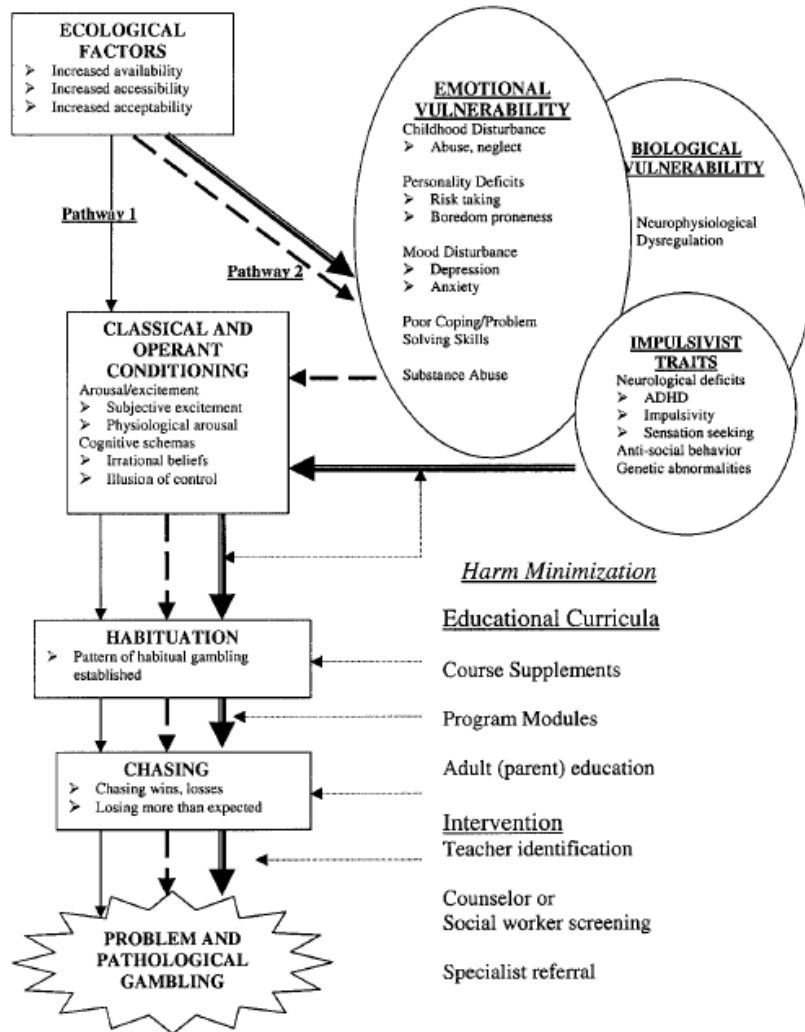 ECOLOGICAL
FACTORS
➢ Increased availability
➢ Increased accessibility
➢ Increased acceptability
Pathway 1
Pathway 2
EMOTIONAL
VULNERABILITY
Childhood Disturbance
➢ Abuse, neglect
Personality Deficits
➢ Risk taking
➢ Boredom proneness
Mood Disturbance
➢ Depression
➢ Anxiety
Poor Coping/Problem
Solving Skills
Substance Abuse
BIOLOGICAL
VULNERABILITY
Neurophysiological
Dysregulation
IMPULSIVIST
TRAITS
Neurological deficits
➢ ADHD
➢ Impulsivity
➢ Sensation seeking
Anti-social behavior
Genetic abnormalities
CLASSICAL AND
OPERANT
CONDITIONING
Arousal/excitement
➢ Subjective excitement
➢ Physiological arousal
Cognitive schemas
➢ Irrational beliefs
➢ Illusion of control
HABITUATION
➢ Pattern of habitual gambling
established
CHASING
➢ Chasing wins, losses
➢ Losing more than expected
PROBLEM AND
PATHOLOGICAL
GAMBLING
Harm Minimization
Educational Curricula
Course Supplements
Program Modules
Adult (parent) education
Intervention
Teacher identification
Counselor or
Social worker screening
Specialist referral